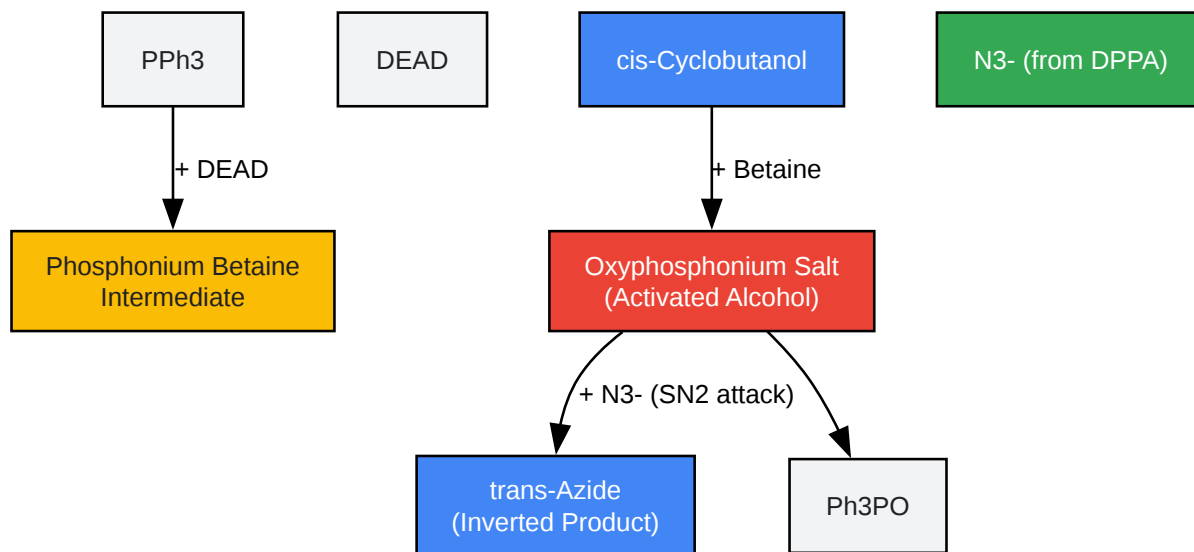 PPh3
DEAD
cis-Cyclobutanol
N3- (from DPPA)
+ DEAD
+ Betaine
Phosphonium Betaine
Intermediate
Oxyphosphonium Salt
(Activated Alcohol)
+ N3- (SN2 attack)
trans-Azide
(Inverted Product)
Ph3PO